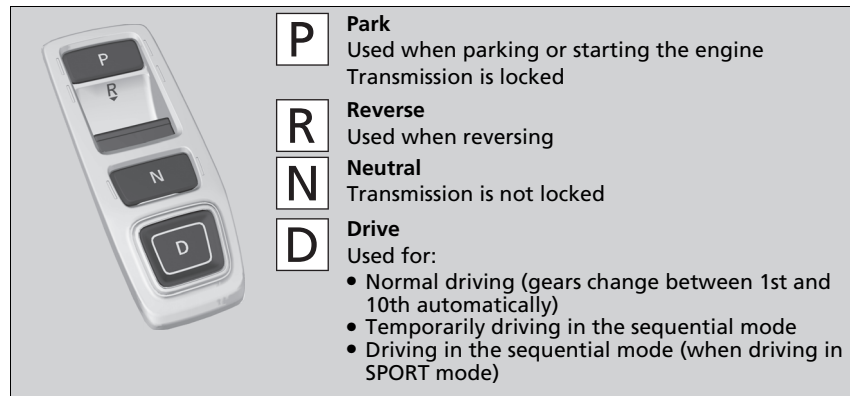 P
R
N
D
P
Park
Used when parking or starting the engine
Transmission is locked
R
Reverse
Used when reversing
N
Neutral
Transmission is not locked
D
Drive
Used for:
• Normal driving (gears change between 1st and
10th automatically)
• Temporarily driving in the sequential mode
• Driving in the sequential mode (when driving in
SPORT mode)